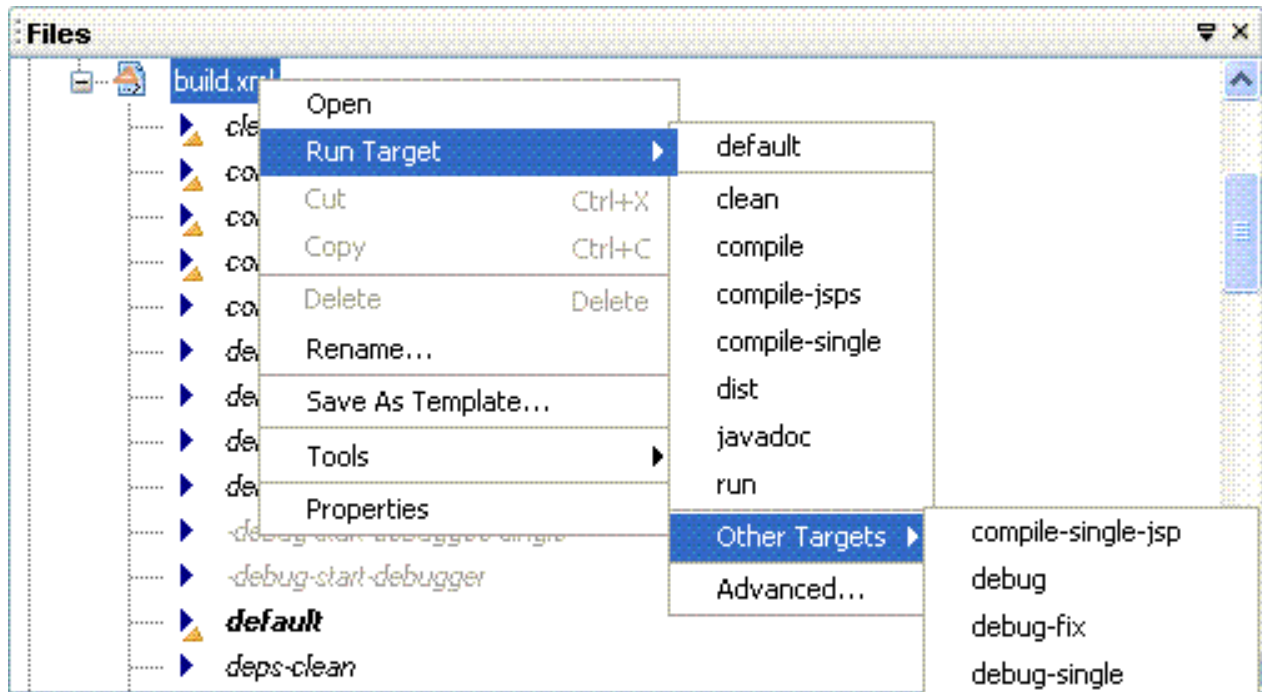 Files
build.xml
Open
Run Target
Cut Ctrl+X
Copy Ctrl+C
Delete Delete
Rename...
Save As Template...
Tools
Properties
default
clean
compile
compile-jsps
compile-single
dist
javadoc
run
Other Targets
Advanced...
compile-single-jsp
debug
debug-fix
debug-single
-debug-start-debugger
default
deps-clean